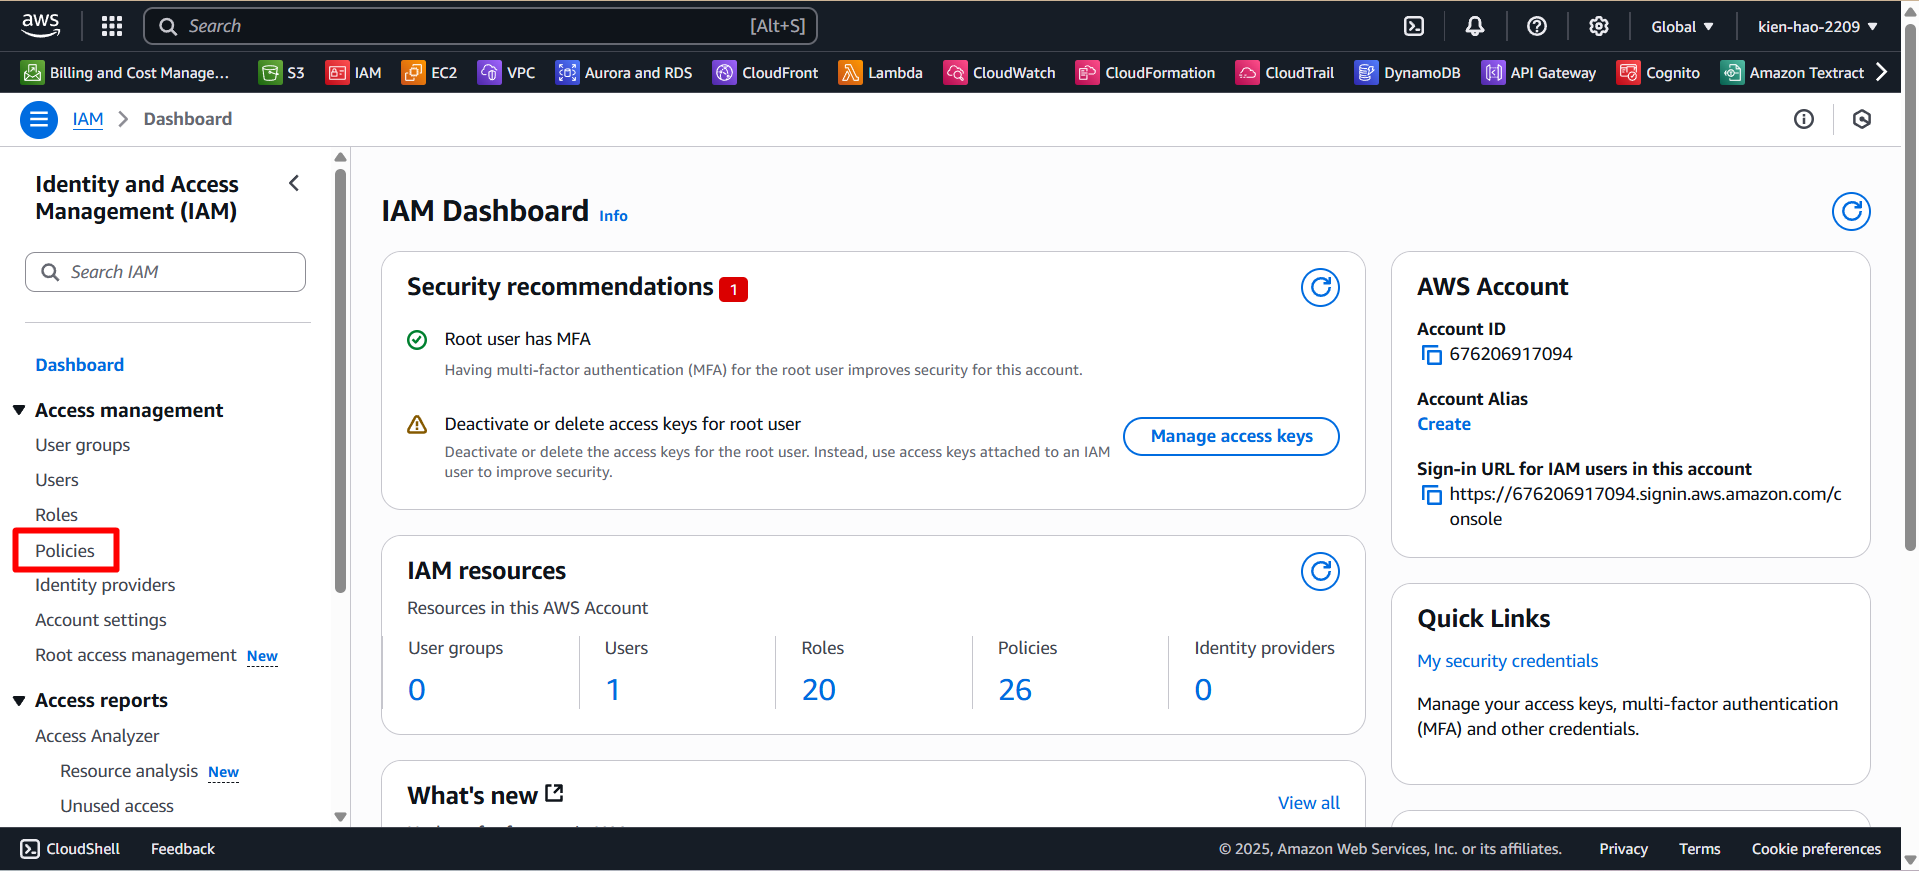 aws
Search
[Alt+S]
Global
kien-hao-2209
Billing and Cost Manage...
S3
IAM
EC2
VPC
Aurora and RDS
CloudFront
Lambda
CloudWatch
CloudFormation
CloudTrail
DynamoDB
API Gateway
Cognito
Amazon Textract
IAM
Dashboard
Identity and Access
Management (IAM)
Search IAM
Dashboard
Access management
User groups
Users
Roles
Policies
Identity providers
Account settings
Root access management New
Access reports
Access Analyzer
Resource analysis New
Unused access
IAM Dashboard Info
Security recommendations 1
Root user has MFA
Having multi-factor authentication (MFA) for the root user improves security for this account.
Deactivate or delete access keys for root user
Deactivate or delete the access keys for the root user. Instead, use access keys attached to an IAM
user to improve security.
Manage access keys
IAM resources
Resources in this AWS Account
User groups
0
Users
1
Roles
20
Policies
26
Identity providers
0
What's new
View all
AWS Account
Account ID
676206917094
Account Alias
Create
Sign-in URL for IAM users in this account
https://676206917094.signin.aws.amazon.com/c
onsole
Quick Links
My security credentials
Manage your access keys, multi-factor authentication
(MFA) and other credentials.
CloudShell
Feedback
© 2025, Amazon Web Services, Inc. or its affiliates.
Privacy
Terms
Cookie preferences